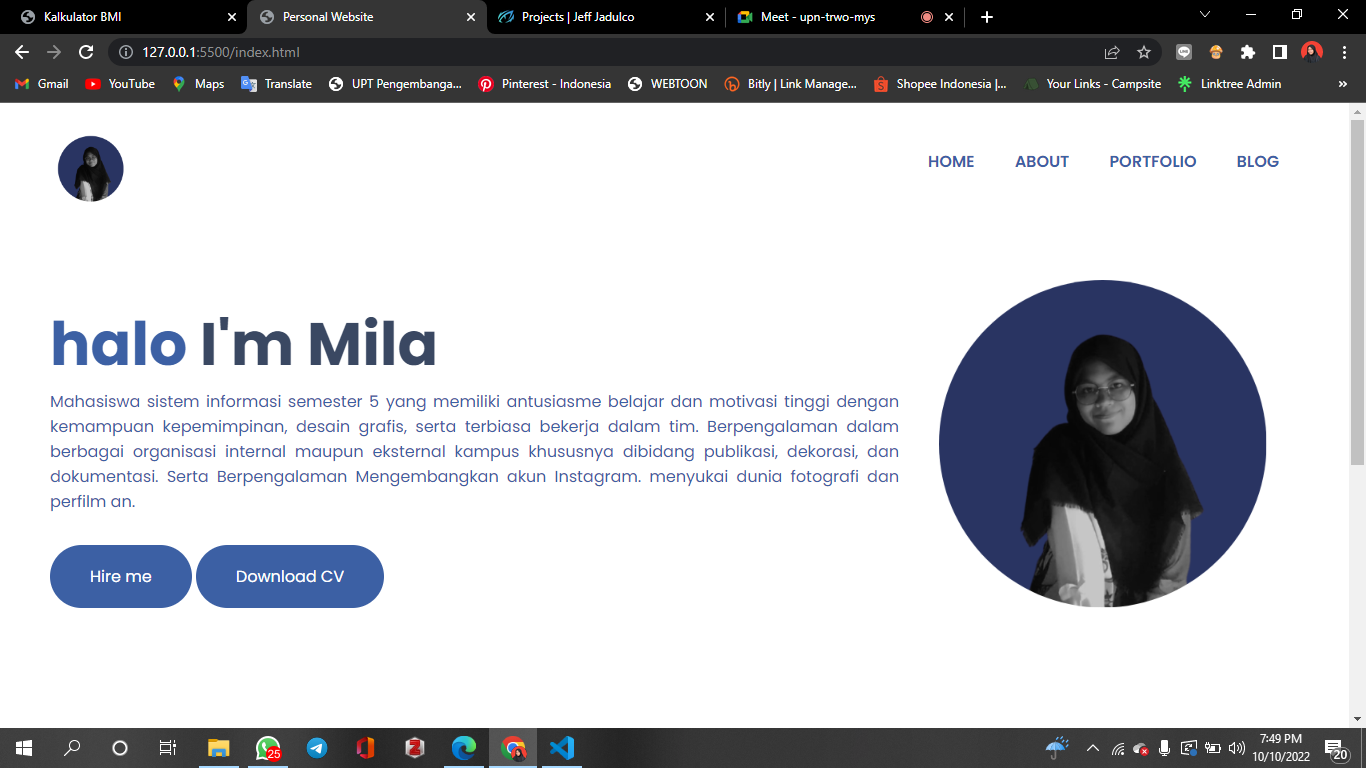 Kalkulator BMI
Personal Website
Projects | Jeff Jadulco
Meet - upn-trwo-mys
127.0.0.1:5500/index.html
Gmail
YouTube
Maps
Translate
UPT Pengembanga...
Pinterest - Indonesia
WEBTOON
Bitly | Link Manage...
Shopee Indonesia |...
Your Links - Campsite
Linktree Admin
»
HOME
ABOUT
PORTFOLIO
BLOG
halo I'm Mila
Mahasiswa sistem informasi semester 5 yang memiliki antusiasme belajar dan motivasi tinggi dengan
kemampuan kepemimpinan, desain grafis, serta terbiasa bekerja dalam tim. Berpengalaman dalam
berbagai organisasi internal maupun eksternal kampus khususnya dibidang publikasi, dekorasi, dan
dokumentasi. Serta Berpengalaman Mengembangkan akun Instagram. menyukai dunia fotografi dan
perfilm an.
Hire me
Download CV
25
7:49 PM
10/10/2022
20